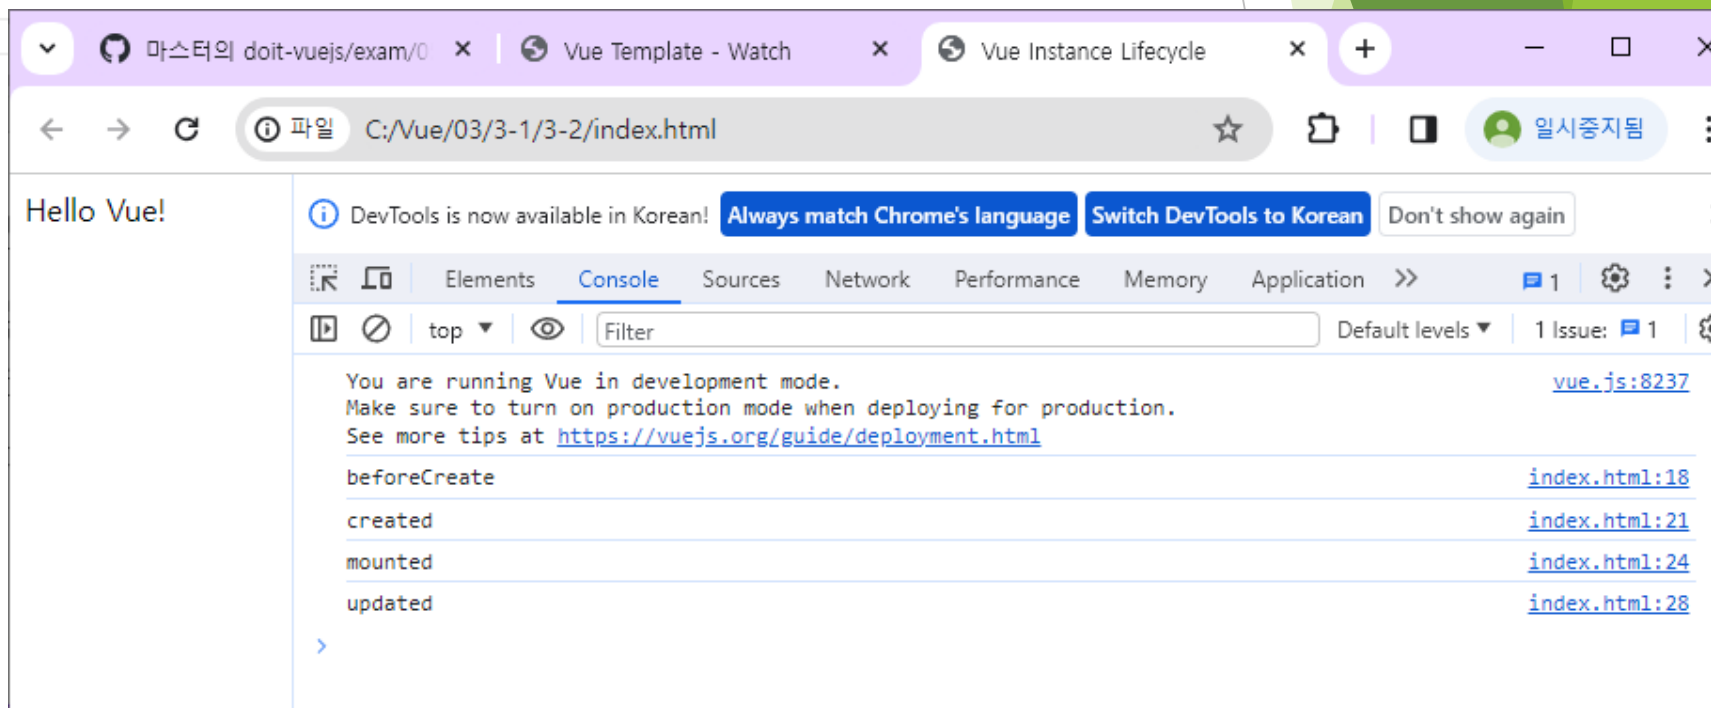 마스터의 doit-vuejs/exam/0
Vue Template - Watch
Vue Instance Lifecycle
파일 C:/Vue/03/3-1/3-2/index.html
일시중지됨
Hello Vue!
DevTools is now available in Korean! Always match Chrome's language Switch DevTools to Korean Don't show again
Elements Console Sources Network Performance Memory Application 1
top Filter Default levels 1 Issue: 1
You are running Vue in development mode. vue.js:8237
Make sure to turn on production mode when deploying for production.
See more tips at https://vuejs.org/guide/deployment.html
beforeCreate index.html:18
created index.html:21
mounted index.html:24
updated index.html:28